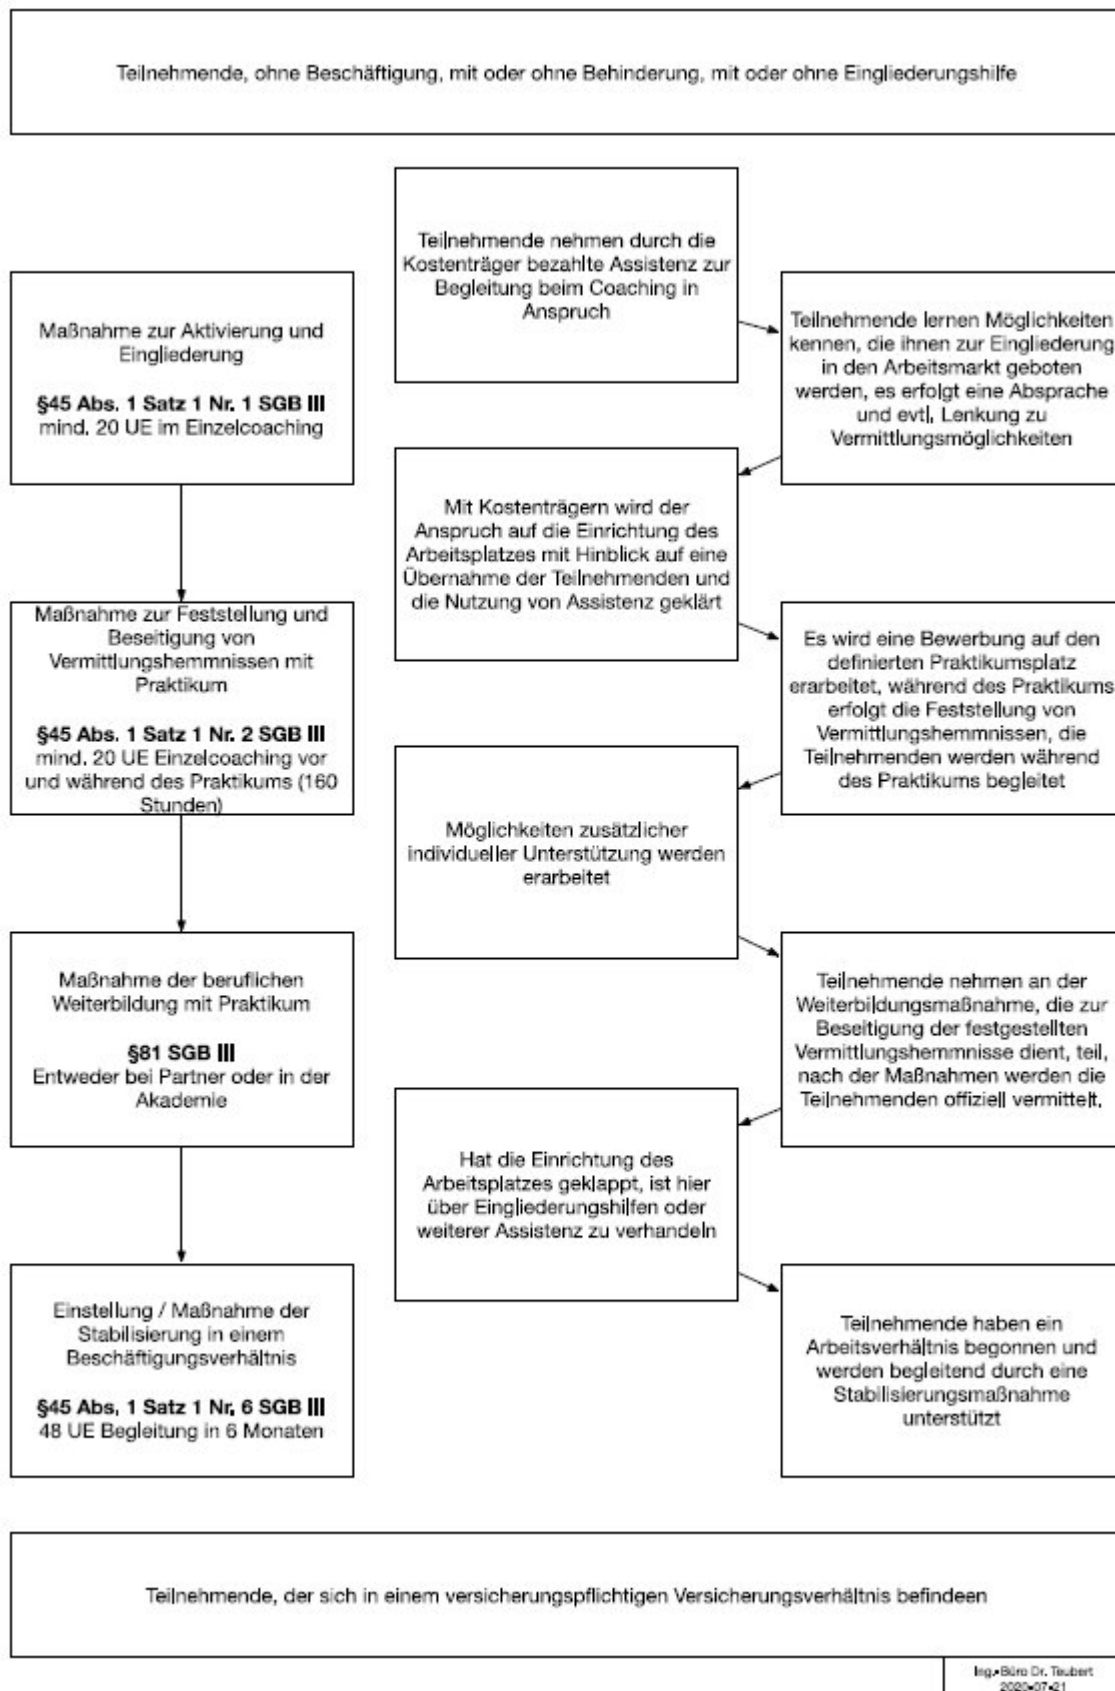 Teilnehmende, ohne Beschäftigung, mit oder ohne Behinderung, mit oder ohne Eingliederungshilfe
Maßnahme zur Aktivierung und
Eingliederung
§45 Abs. 1 Satz 1 Nr. 1 SGB III
mind. 20 UE im Einzelcoaching
Teilnehmende nehmen durch die
Kostenträger bezahlte Assistenz zur
Begleitung beim Coaching in
Anspruch
Teilnehmende lernen Möglichkeiten
kennen, die ihnen zur Eingliederung
in den Arbeitsmarkt geboten
werden, es erfolgt eine Absprache
und evtl. Lenkung zu
Vermittlungsmöglichkeiten
Mit Kostenträgern wird der
Anspruch auf die Einrichtung des
Arbeitsplatzes mit Hinblick auf eine
Übernahme der Teilnehmenden und
die Nutzung von Assistenz geklärt
Maßnahme zur Feststellung und
Beseitigung von
Vermittlungshemmnissen mit
Praktikum
§45 Abs. 1 Satz 1 Nr. 2 SGB III
mind. 20 UE Einzelcoaching vor
und während des Praktikums (160
Stunden)
Es wird eine Bewerbung auf den
definierten Praktikumsplatz
erarbeitet, während des Praktikums
erfolgt die Feststellung von
Vermittlungshemmnissen, die
Teilnehmenden werden während
des Praktikums begleitet
Möglichkeiten zusätzlicher
individueller Unterstützung werden
erarbeitet
Maßnahme der beruflichen
Weiterbildung mit Praktikum
§81 SGB III
Entweder bei Partner oder in der
Akademie
Teilnehmende nehmen an der
Weiterbildungsmaßnahme, die zur
Beseitigung der festgestellten
Vermittlungshemmnisse dient, teil,
nach der Maßnahmen werden die
Teilnehmenden offiziell vermittelt.
Hat die Einrichtung des
Arbeitsplatzes geklappt, ist hier
über Eingliederungshilfen oder
weiterer Assistenz zu verhandeln
Einstellung / Maßnahme der
Stabilisierung in einem
Beschäftigungsverhältnis
§45 Abs. 1 Satz 1 Nr. 6 SGB III
48 UE Begleitung in 6 Monaten
Teilnehmende haben ein
Arbeitsverhältnis begonnen und
werden begleitend durch eine
Stabilisierungsmaßnahme
unterstützt
Teilnehmende, der sich in einem versicherungspflichtigen Versicherungsverhältnis befindeen
Ing.-Büro Dr. Teubert
2020-07-21